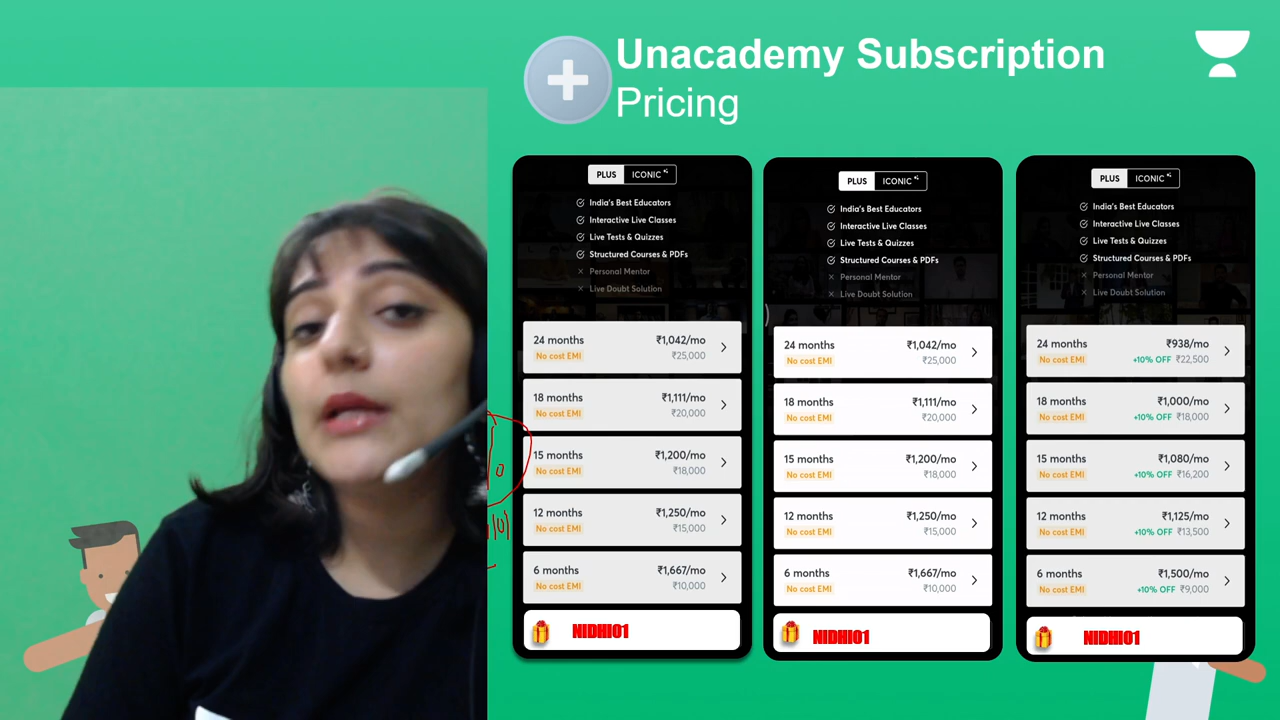 Unacademy Subscription
Pricing
PLUS ICONIC
India's Best Educators
Interactive Live Classes
Live Tests & Quizzes
Structured Courses & PDFs
Personal Mentor
Live Doubt Solution
24 months ₹1,042/mo
No cost EMI ₹25,000
18 months ₹1,111/mo
No cost EMI ₹20,000
15 months ₹1,200/mo
No cost EMI ₹18,000
12 months ₹1,250/mo
No cost EMI ₹15,000
6 months ₹1,667/mo
No cost EMI ₹10,000
NIDHI01
PLUS ICONIC
India's Best Educators
Interactive Live Classes
Live Tests & Quizzes
Structured Courses & PDFs
Personal Mentor
Live Doubt Solution
24 months ₹1,042/mo
No cost EMI ₹25,000
18 months ₹1,111/mo
No cost EMI ₹20,000
15 months ₹1,200/mo
No cost EMI ₹18,000
12 months ₹1,250/mo
No cost EMI ₹15,000
6 months ₹1,667/mo
No cost EMI ₹10,000
NIDHI01
PLUS ICONIC
India's Best Educators
Interactive Live Classes
Live Tests & Quizzes
Structured Courses & PDFs
Personal Mentor
Live Doubt Solution
24 months ₹938/mo
No cost EMI +10% OFF ₹22,500
18 months ₹1,000/mo
No cost EMI +10% OFF ₹18,000
15 months ₹1,080/mo
No cost EMI +10% OFF ₹16,200
12 months ₹1,125/mo
No cost EMI +10% OFF ₹13,500
6 months ₹1,500/mo
No cost EMI +10% OFF ₹9,000
NIDHI01